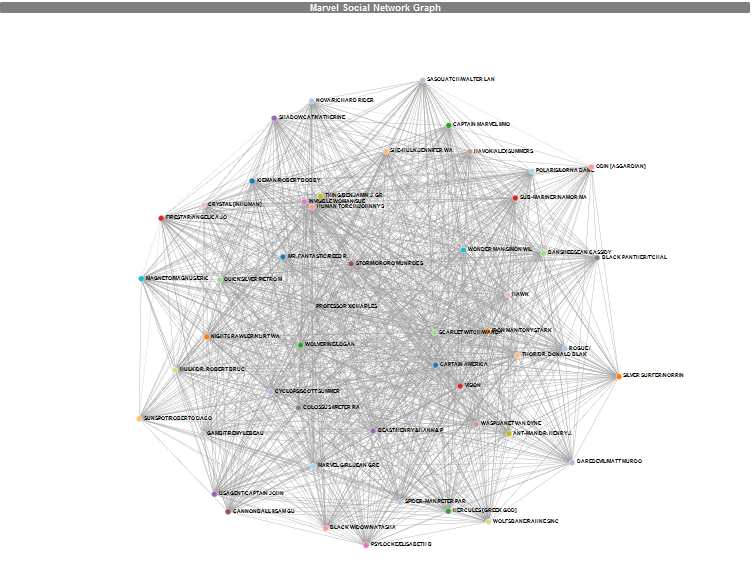 Marvel Social Network Graph
SASQUATCH/WALTER LAN
NOVA/RICHARD RIDER
SHADOWCAT/KATHERINE
CAPTAIN MARVEL/
SHE-HULK/JENNIFER WA
HAVOK/ALEX SUMMERS
ODIN [ASGARDIAN]
POLARIS/LORNA DANE
ICEMAN/ROBERT BOBBY
THING/BENJAMIN J. GR
SUB-MARINER/NAMOR MA
INVISIBLE WOMAN/SUE
CRYSTAL [INHUMAN]
HUMAN TORCH/JOHNNY S
FIRESTAR/ANGELICA JO
WONDER MAN/SIMON WIL
BANSHEE/SEAN CASSIDY
MR. FANTASTIC/REED R
BLACK PANTHER/T'CHAL
STORM/ORORO MUNROE S
MAGNETO/MAGNUS/ERIC
QUICKSILVER/PIETRO M
HAWK
PROFESSOR X/CHARLES
IRON MAN/TONY STARK
SCARLET WITCH/WANDA
NIGHTCRAWLER/KURT WA
WOLVERINE/LOGAN
ROGUE /
THOR/DR. DONALD BLAK
CAPTAIN AMERICA
HULK/DR. ROBERT BRUC
SILVER SURFER/NORRIN
VISION
CYCLOPS/SCOTT SUMMER
COLOSSUS II/PETER RA
SUNSPOT/ROBERTO DACO
WASP/JANET VAN DYNE
BEAST/HENRY &HANK& P
ANT-MAN/DR. HENRY J.
GAMBIT/REMY LEBEAU
DAREDEVIL/MATT MURDO
MARVEL GIRL/JEAN GRE
USAGENT/CAPTAIN JOHN
SPIDER-MAN/PETER PAR
CANNONBALL II/SAM GU
HERCULES [GREEK GOD]
WOLFSBANE/RAHNE SINC
BLACK WIDOW/NATASHA
PSYLOCKE/ELISABETH B